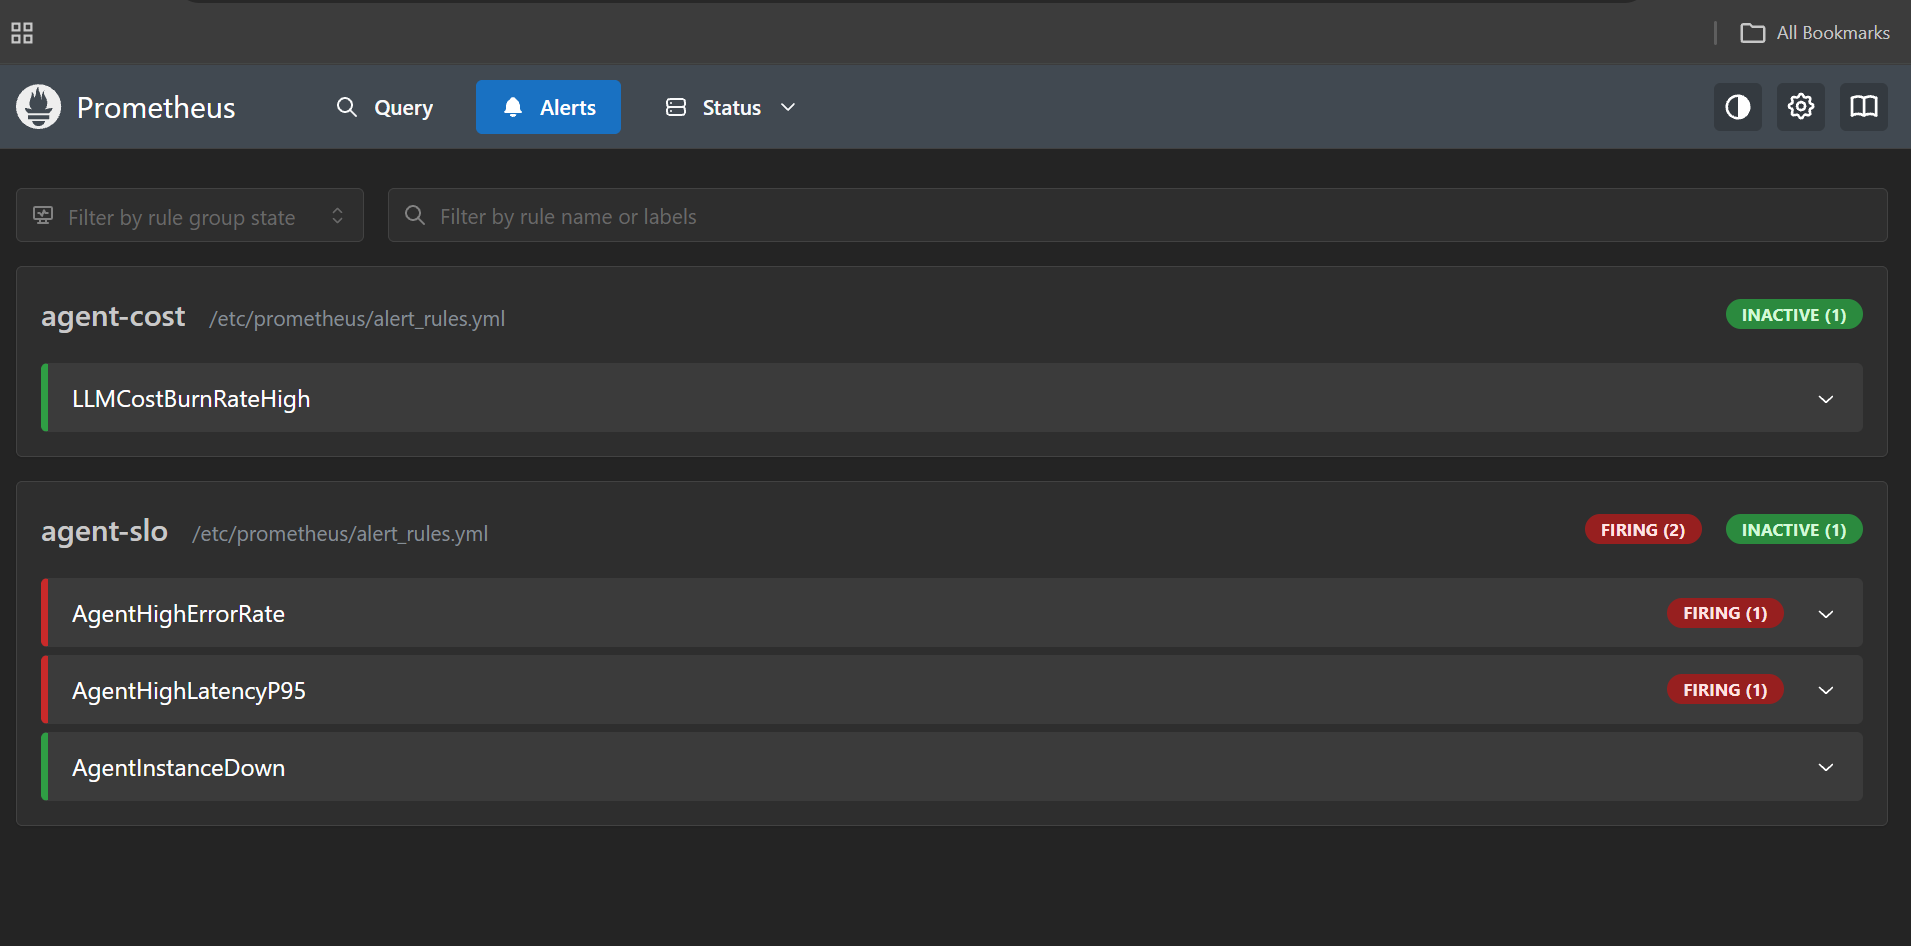 All Bookmarks
Prometheus
Query
Alerts
Status
Filter by rule group state
Filter by rule name or labels
agent-cost /etc/prometheus/alert_rules.yml INACTIVE (1)
LLMCostBurnRateHigh
agent-slo /etc/prometheus/alert_rules.yml FIRING (2) INACTIVE (1)
AgentHighErrorRate FIRING (1)
AgentHighLatencyP95 FIRING (1)
AgentInstanceDown